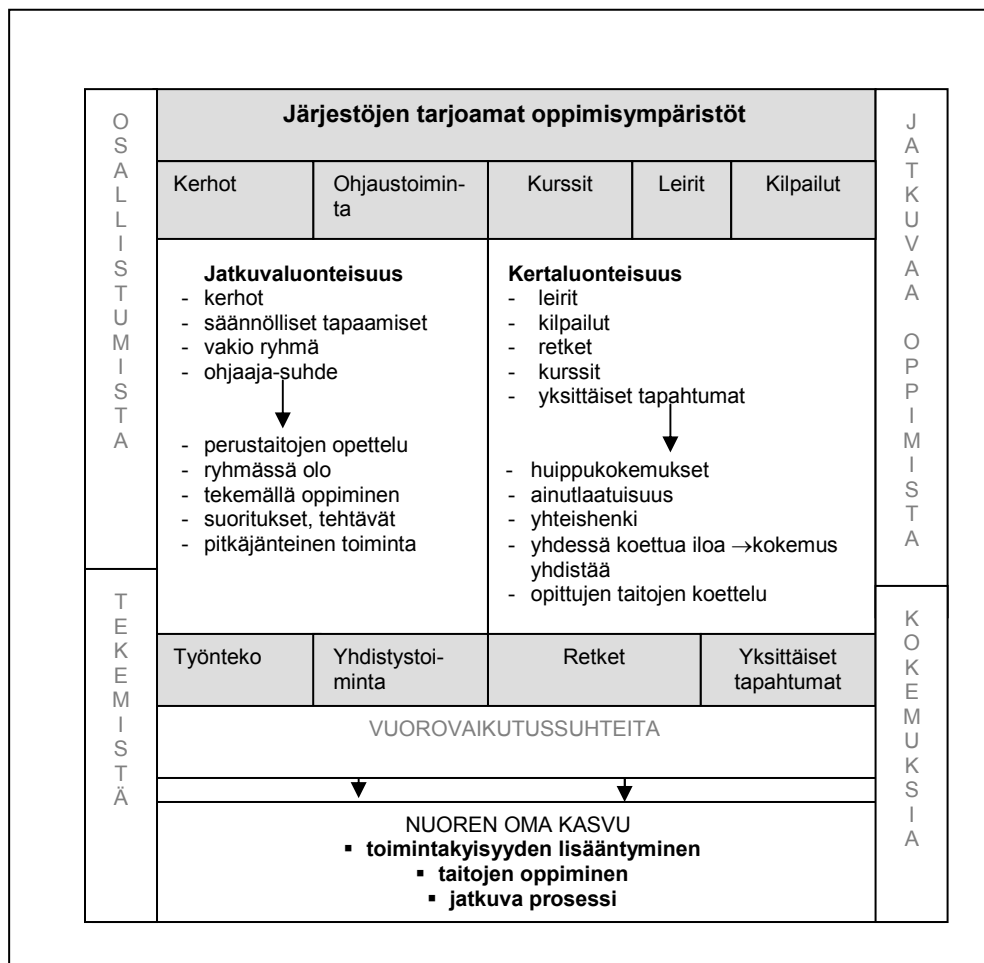 OSALLISTUMISTA
TEKEMISTÄ
Järjestöjen tarjoamat oppimisympäristöt
Kerhot
Ohjaustoimin-
ta
Kurssit
Leirit
Kilpailut
Jatkuvaluonteisuus
- kerhot
- säännölliset tapaamiset
- vakio ryhmä
- ohjaaja-suhde
- perustaitojen opettelu
- ryhmässä olo
- tekemällä oppiminen
- suoritukset, tehtävät
- pitkäjänteinen toiminta
Kertaluonteisuus
- leirit
- kilpailut
- retket
- kurssit
- yksittäiset tapahtumat
- huippukokemukset
- ainutlaatuisuus
- yhteishenki
- yhdessä koettua iloa →kokemus
yhdistää
- opittujen taitojen koettelu
Työnteko
Yhdistystoi-
minta
Retket
Yksittäiset
tapahtumat
VUOROVAIKUTUSSUHTEITA
NUOREN OMA KASVU
▪ toimintakyisyyden lisääntyminen
▪ taitojen oppiminen
▪ jatkuva prosessi
JATKUVAA OPPIMISTA
KOKEMUKSIA